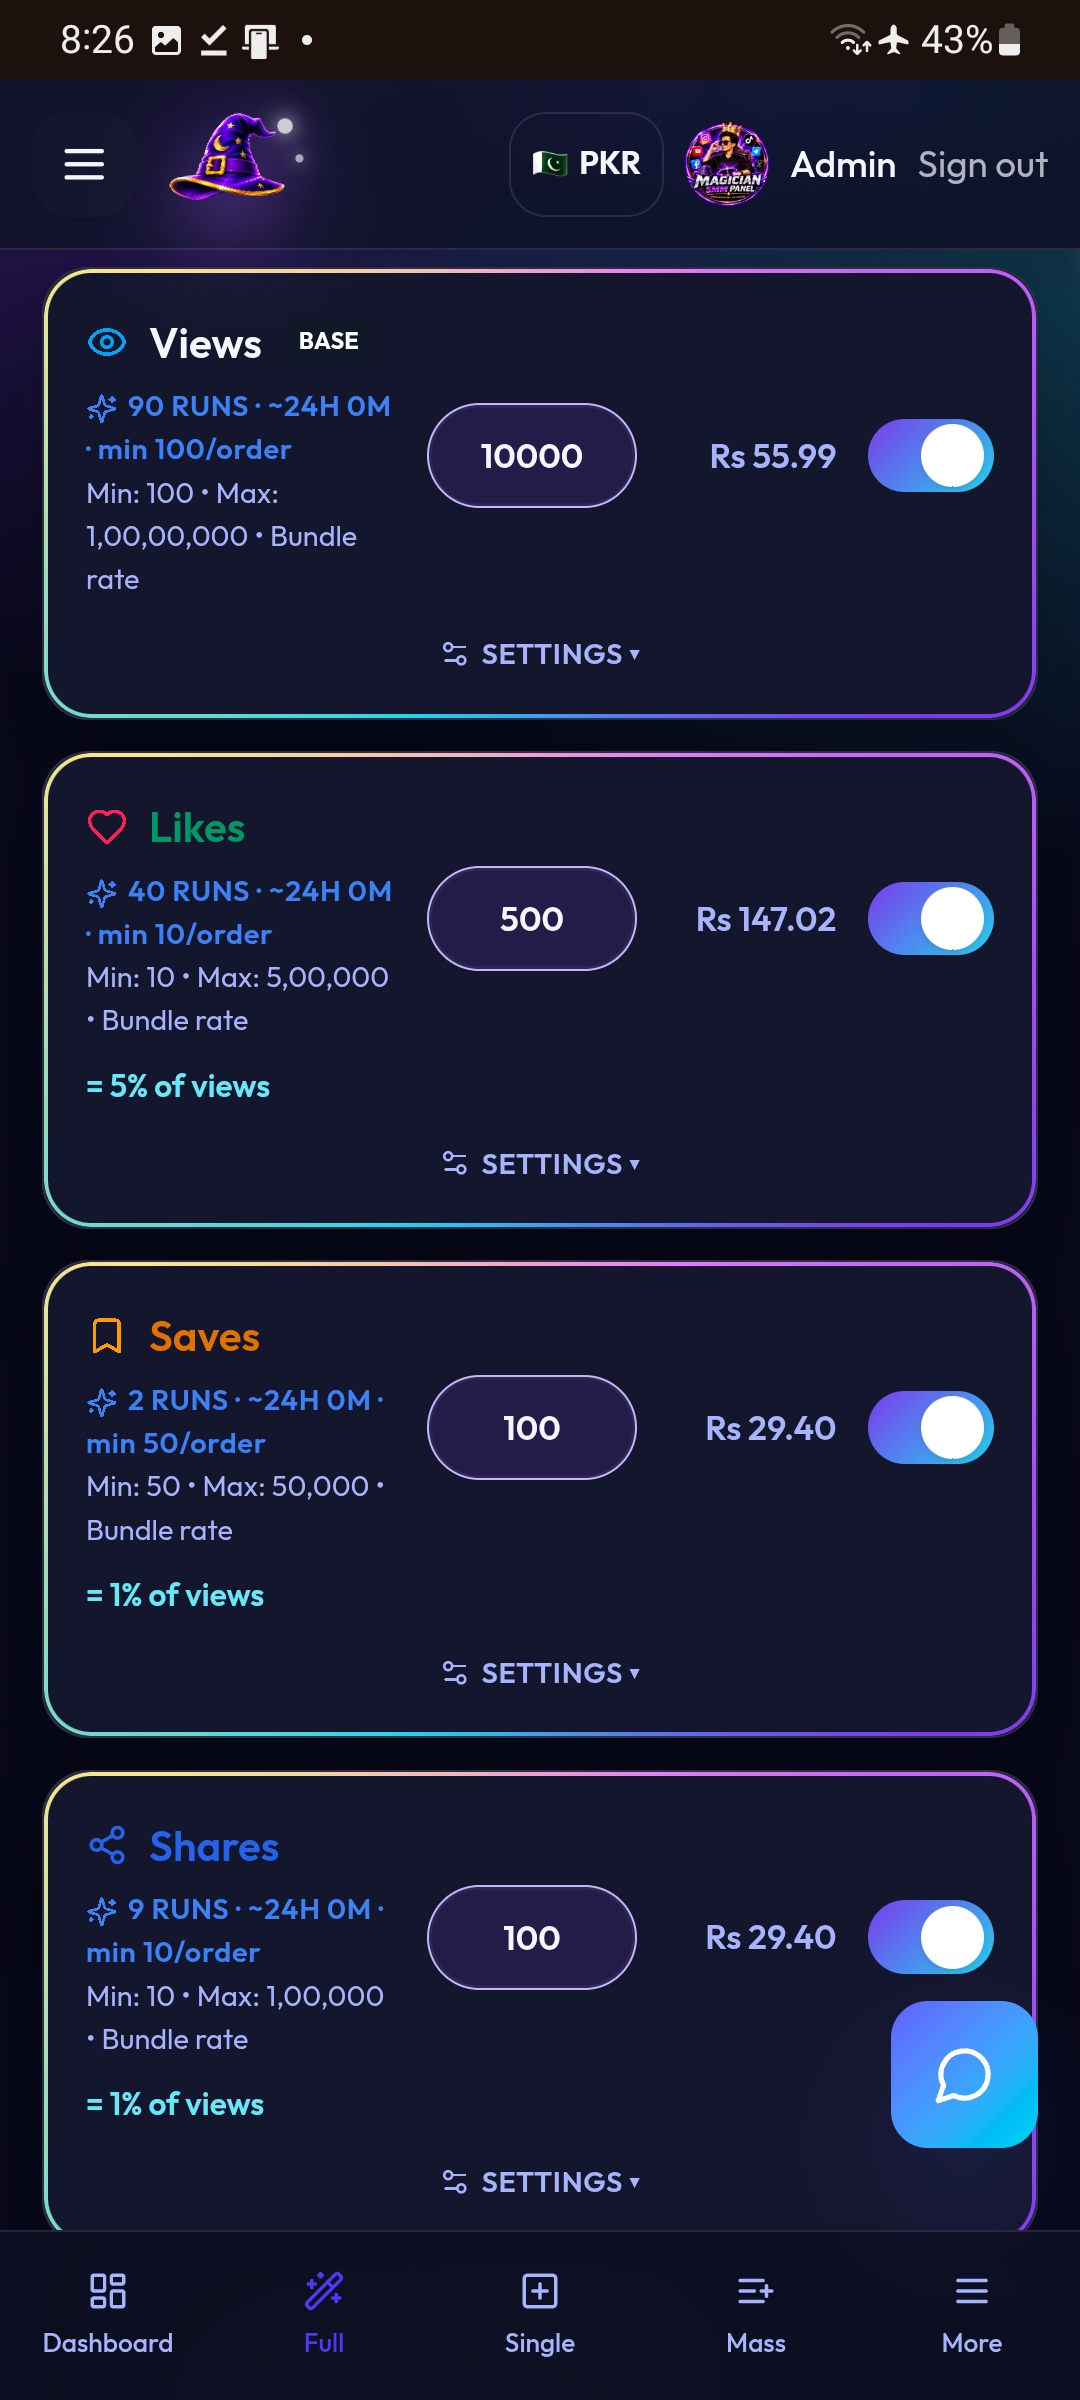 8:26
43%
PKR
MAGICIAN
SMM PANEL
Admin
Sign out
Views
BASE
90 RUNS · ~24H 0M
· min 100/order
Min: 100 • Max:
1,00,00,000 • Bundle
rate
10000
Rs 55.99
SETTINGS ▾
Likes
40 RUNS · ~24H 0M
· min 10/order
Min: 10 • Max: 5,00,000
• Bundle rate
= 5% of views
500
Rs 147.02
SETTINGS ▾
Saves
2 RUNS · ~24H 0M ·
min 50/order
Min: 50 • Max: 50,000 •
Bundle rate
= 1% of views
100
Rs 29.40
SETTINGS ▾
Shares
9 RUNS · ~24H 0M ·
min 10/order
Min: 10 • Max: 1,00,000
• Bundle rate
= 1% of views
100
Rs 29.40
SETTINGS ▾
Dashboard
Full
Single
Mass
More